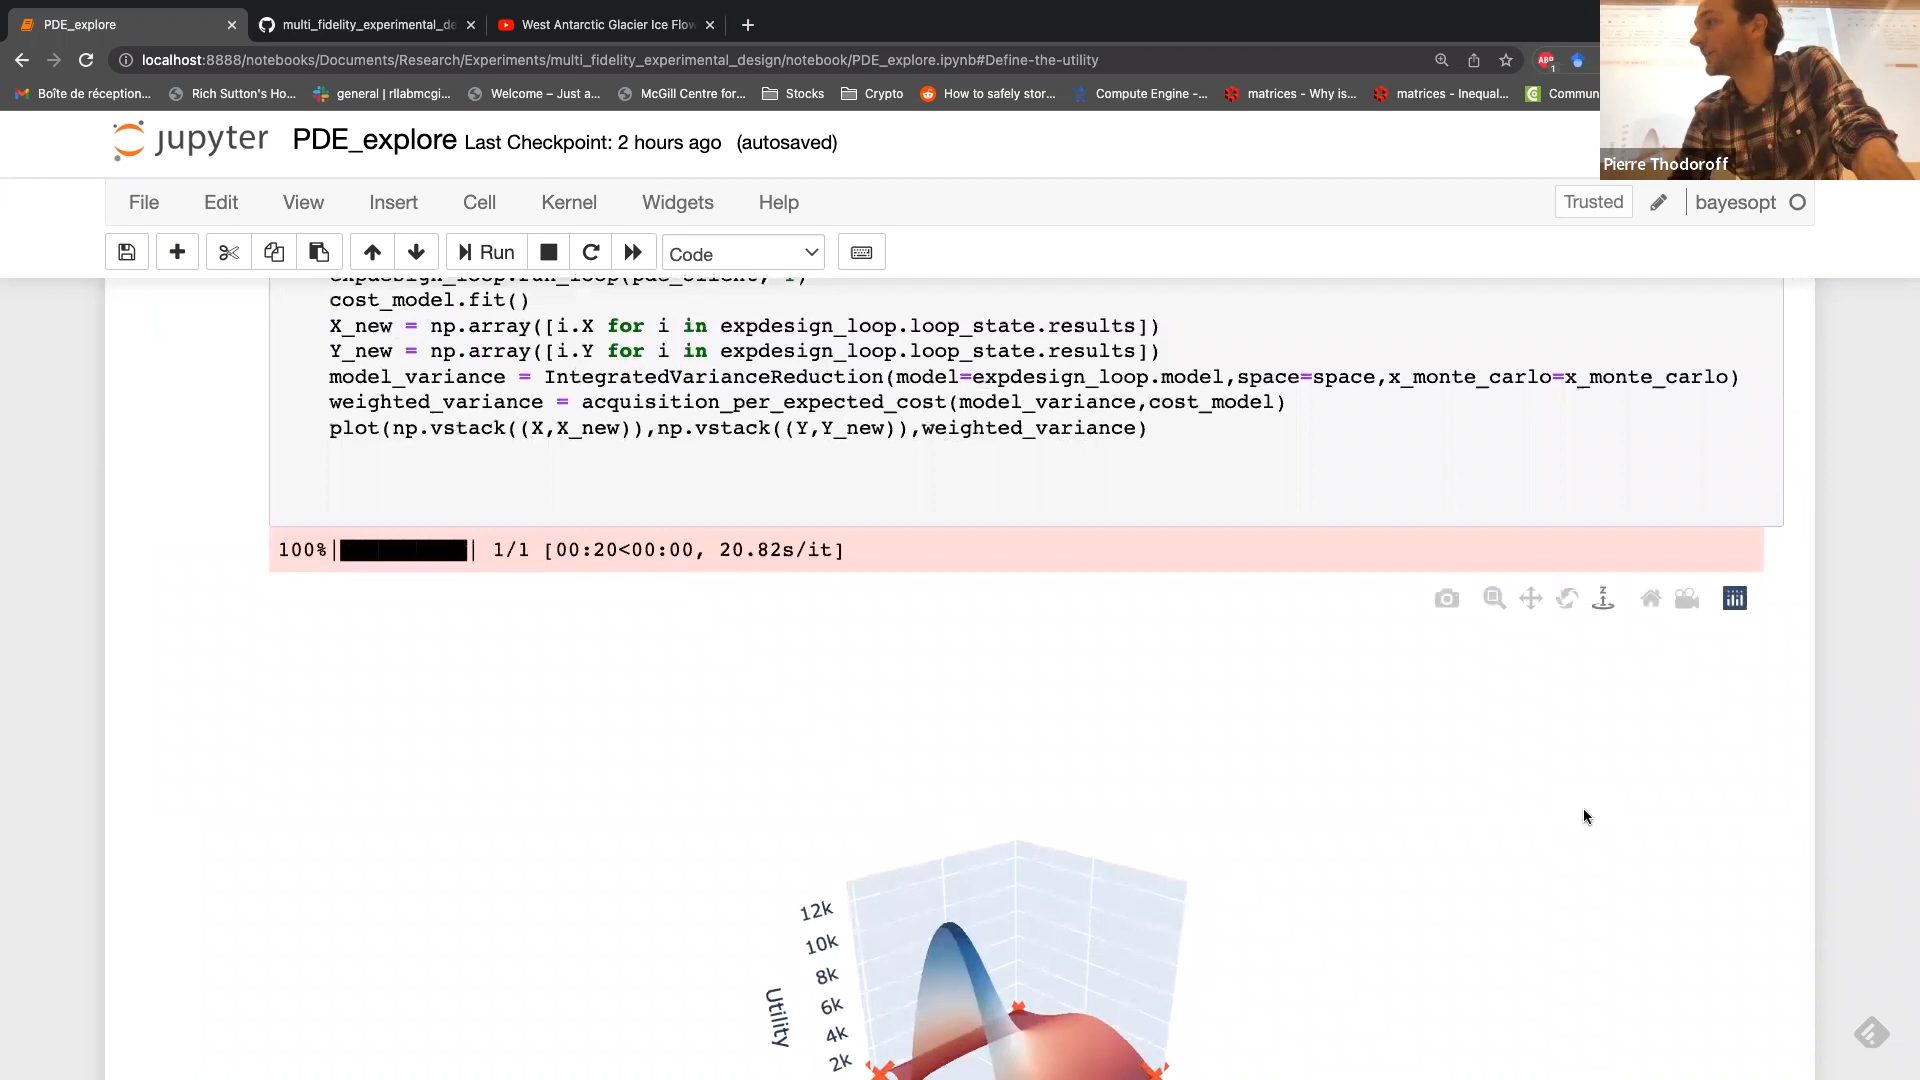 PDE_explore
multi_fidelity_experimental_de
West Antarctic Glacier Ice Flow
localhost:8888/notebooks/Documents/Research/Experiments/multi_fidelity_experimental_design/notebook/PDE_explore.ipynb#Define-the-utility
ABP
1
Boîte de réception...
Rich Sutton's Ho...
general | rllabmcgi...
Welcome – Just a...
McGill Centre for...
Stocks
Crypto
How to safely stor...
Compute Engine -...
matrices - Why is...
matrices - Inequal...
Commun
jupyter PDE_explore Last Checkpoint: 2 hours ago (autosaved)
Pierre Thodoroff
File Edit View Insert Cell Kernel Widgets Help
Trusted
bayesopt
Run
Code
expdesign_loop.run_loop(pde_client, 1)
cost_model.fit()
X_new = np.array([i.X for i in expdesign_loop.loop_state.results])
Y_new = np.array([i.Y for i in expdesign_loop.loop_state.results])
model_variance = IntegratedVarianceReduction(model=expdesign_loop.model,space=space,x_monte_carlo=x_monte_carlo)
weighted_variance = acquisition_per_expected_cost(model_variance,cost_model)
plot(np.vstack((X,X_new)),np.vstack((Y,Y_new)),weighted_variance)
100%| | 1/1 [00:20<00:00, 20.82s/it]
Z
12k
10k
8k
6k
4k
2k
Utility